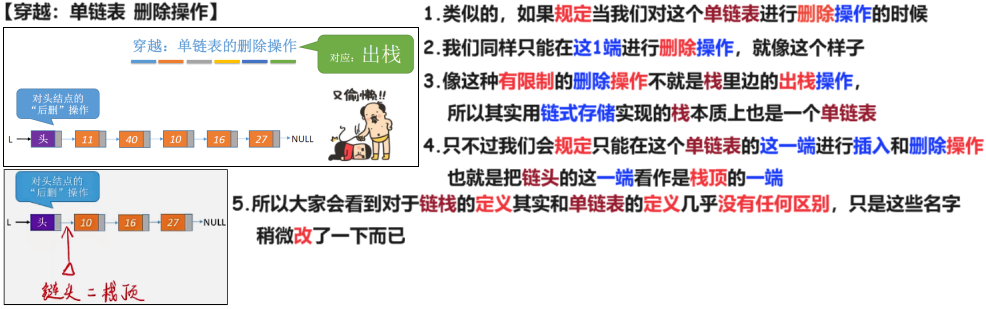 【穿越：单链表 删除操作】
穿越：单链表的删除操作
对应：出栈
对头结点的
“后删”操作
又偷懒!!
L 头 11 40 10 16 27 NULL
对头结点的
“后删”操作
L 头 10 16 27 NULL
链头=栈顶
1.类似的，如果规定当我们对这个单链表进行删除操作的时候
2.我们同样只能在这1端进行删除操作，就像这个样子
3.像这种有限制的删除操作不就是栈里边的出栈操作，
所以其实用链式存储实现的栈本质上也是一个单链表
4.只不过我们会规定只能在这个单链表的这一端进行插入和删除操作
也就是把链头的这一端看作是栈顶的一端
5.所以大家会看到对于链栈的定义其实和单链表的定义几乎没有任何区别，只是这些名字
稍微改了一下而已